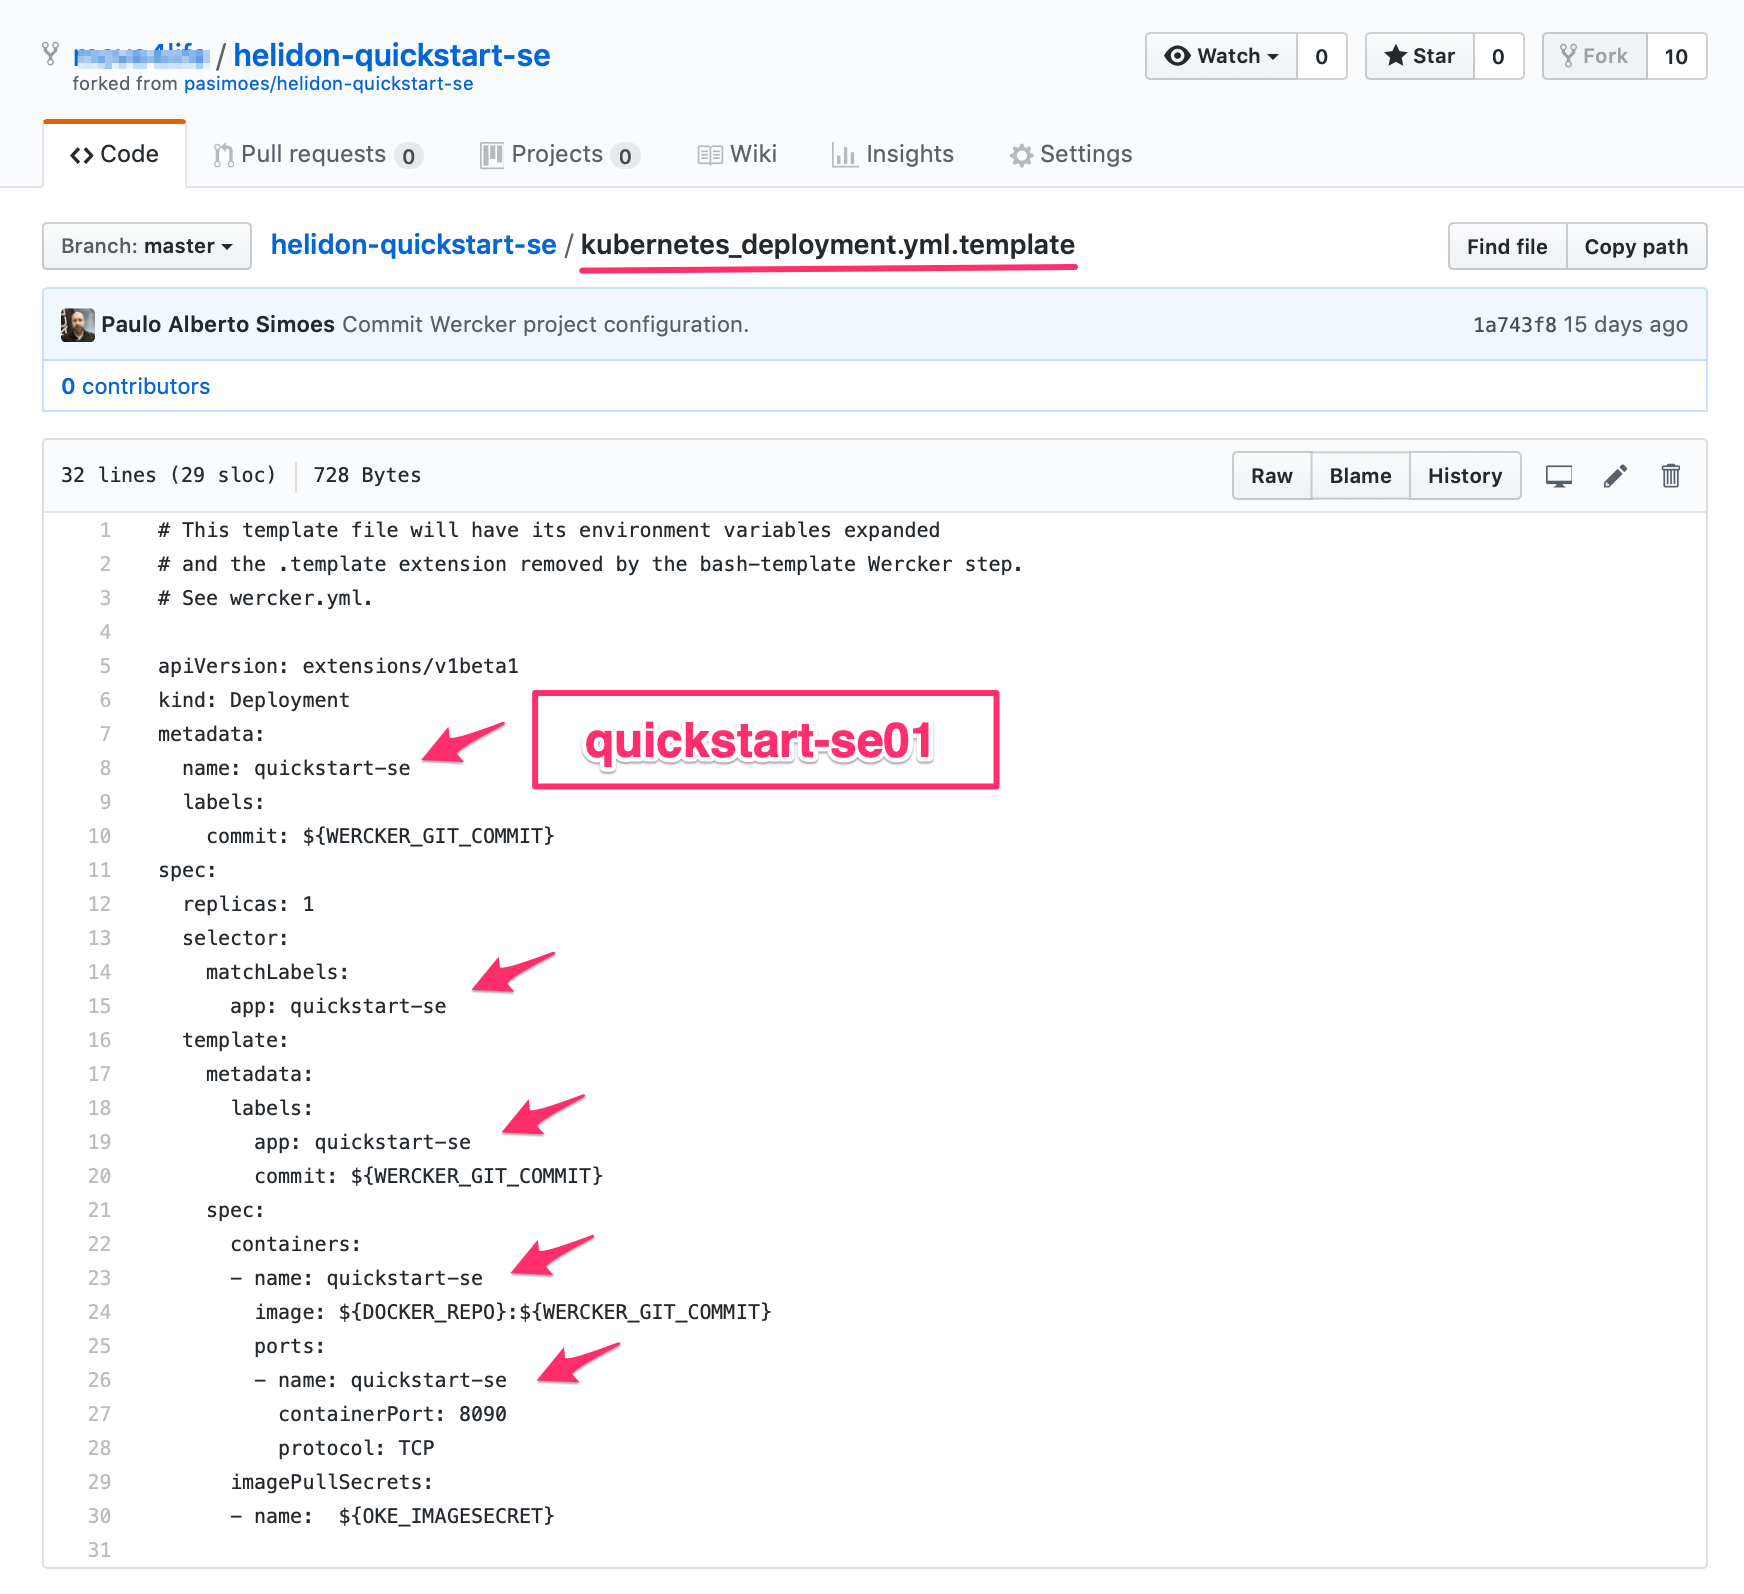 / helidon-quickstart-se
forked from pasimoes/helidon-quickstart-se
Watch 0 Star 0 Fork 10
Code Pull requests 0 Projects 0 Wiki Insights Settings
Branch: master helidon-quickstart-se / kubernetes_deployment.yml.template Find file Copy path
Paulo Alberto Simoes Commit Wercker project configuration. 1a743f8 15 days ago
0 contributors
32 lines (29 sloc) 728 Bytes Raw Blame History
1 # This template file will have its environment variables expanded
2 # and the .template extension removed by the bash-template Wercker step.
3 # See wercker.yml.
4
5 apiVersion: extensions/v1beta1
6 kind: Deployment
7 metadata:
quickstart-se01
8 name: quickstart-se
9 labels:
10 commit: ${WERCKER_GIT_COMMIT}
11 spec:
12 replicas: 1
13 selector:
14 matchLabels:
15 app: quickstart-se
16 template:
17 metadata:
18 labels:
19 app: quickstart-se
20 commit: ${WERCKER_GIT_COMMIT}
21 spec:
22 containers:
23 - name: quickstart-se
24 image: ${DOCKER_REPO}:${WERCKER_GIT_COMMIT}
25 ports:
26 - name: quickstart-se
27 containerPort: 8090
28 protocol: TCP
29 imagePullSecrets:
30 - name:  ${OKE_IMAGESECRET}
31